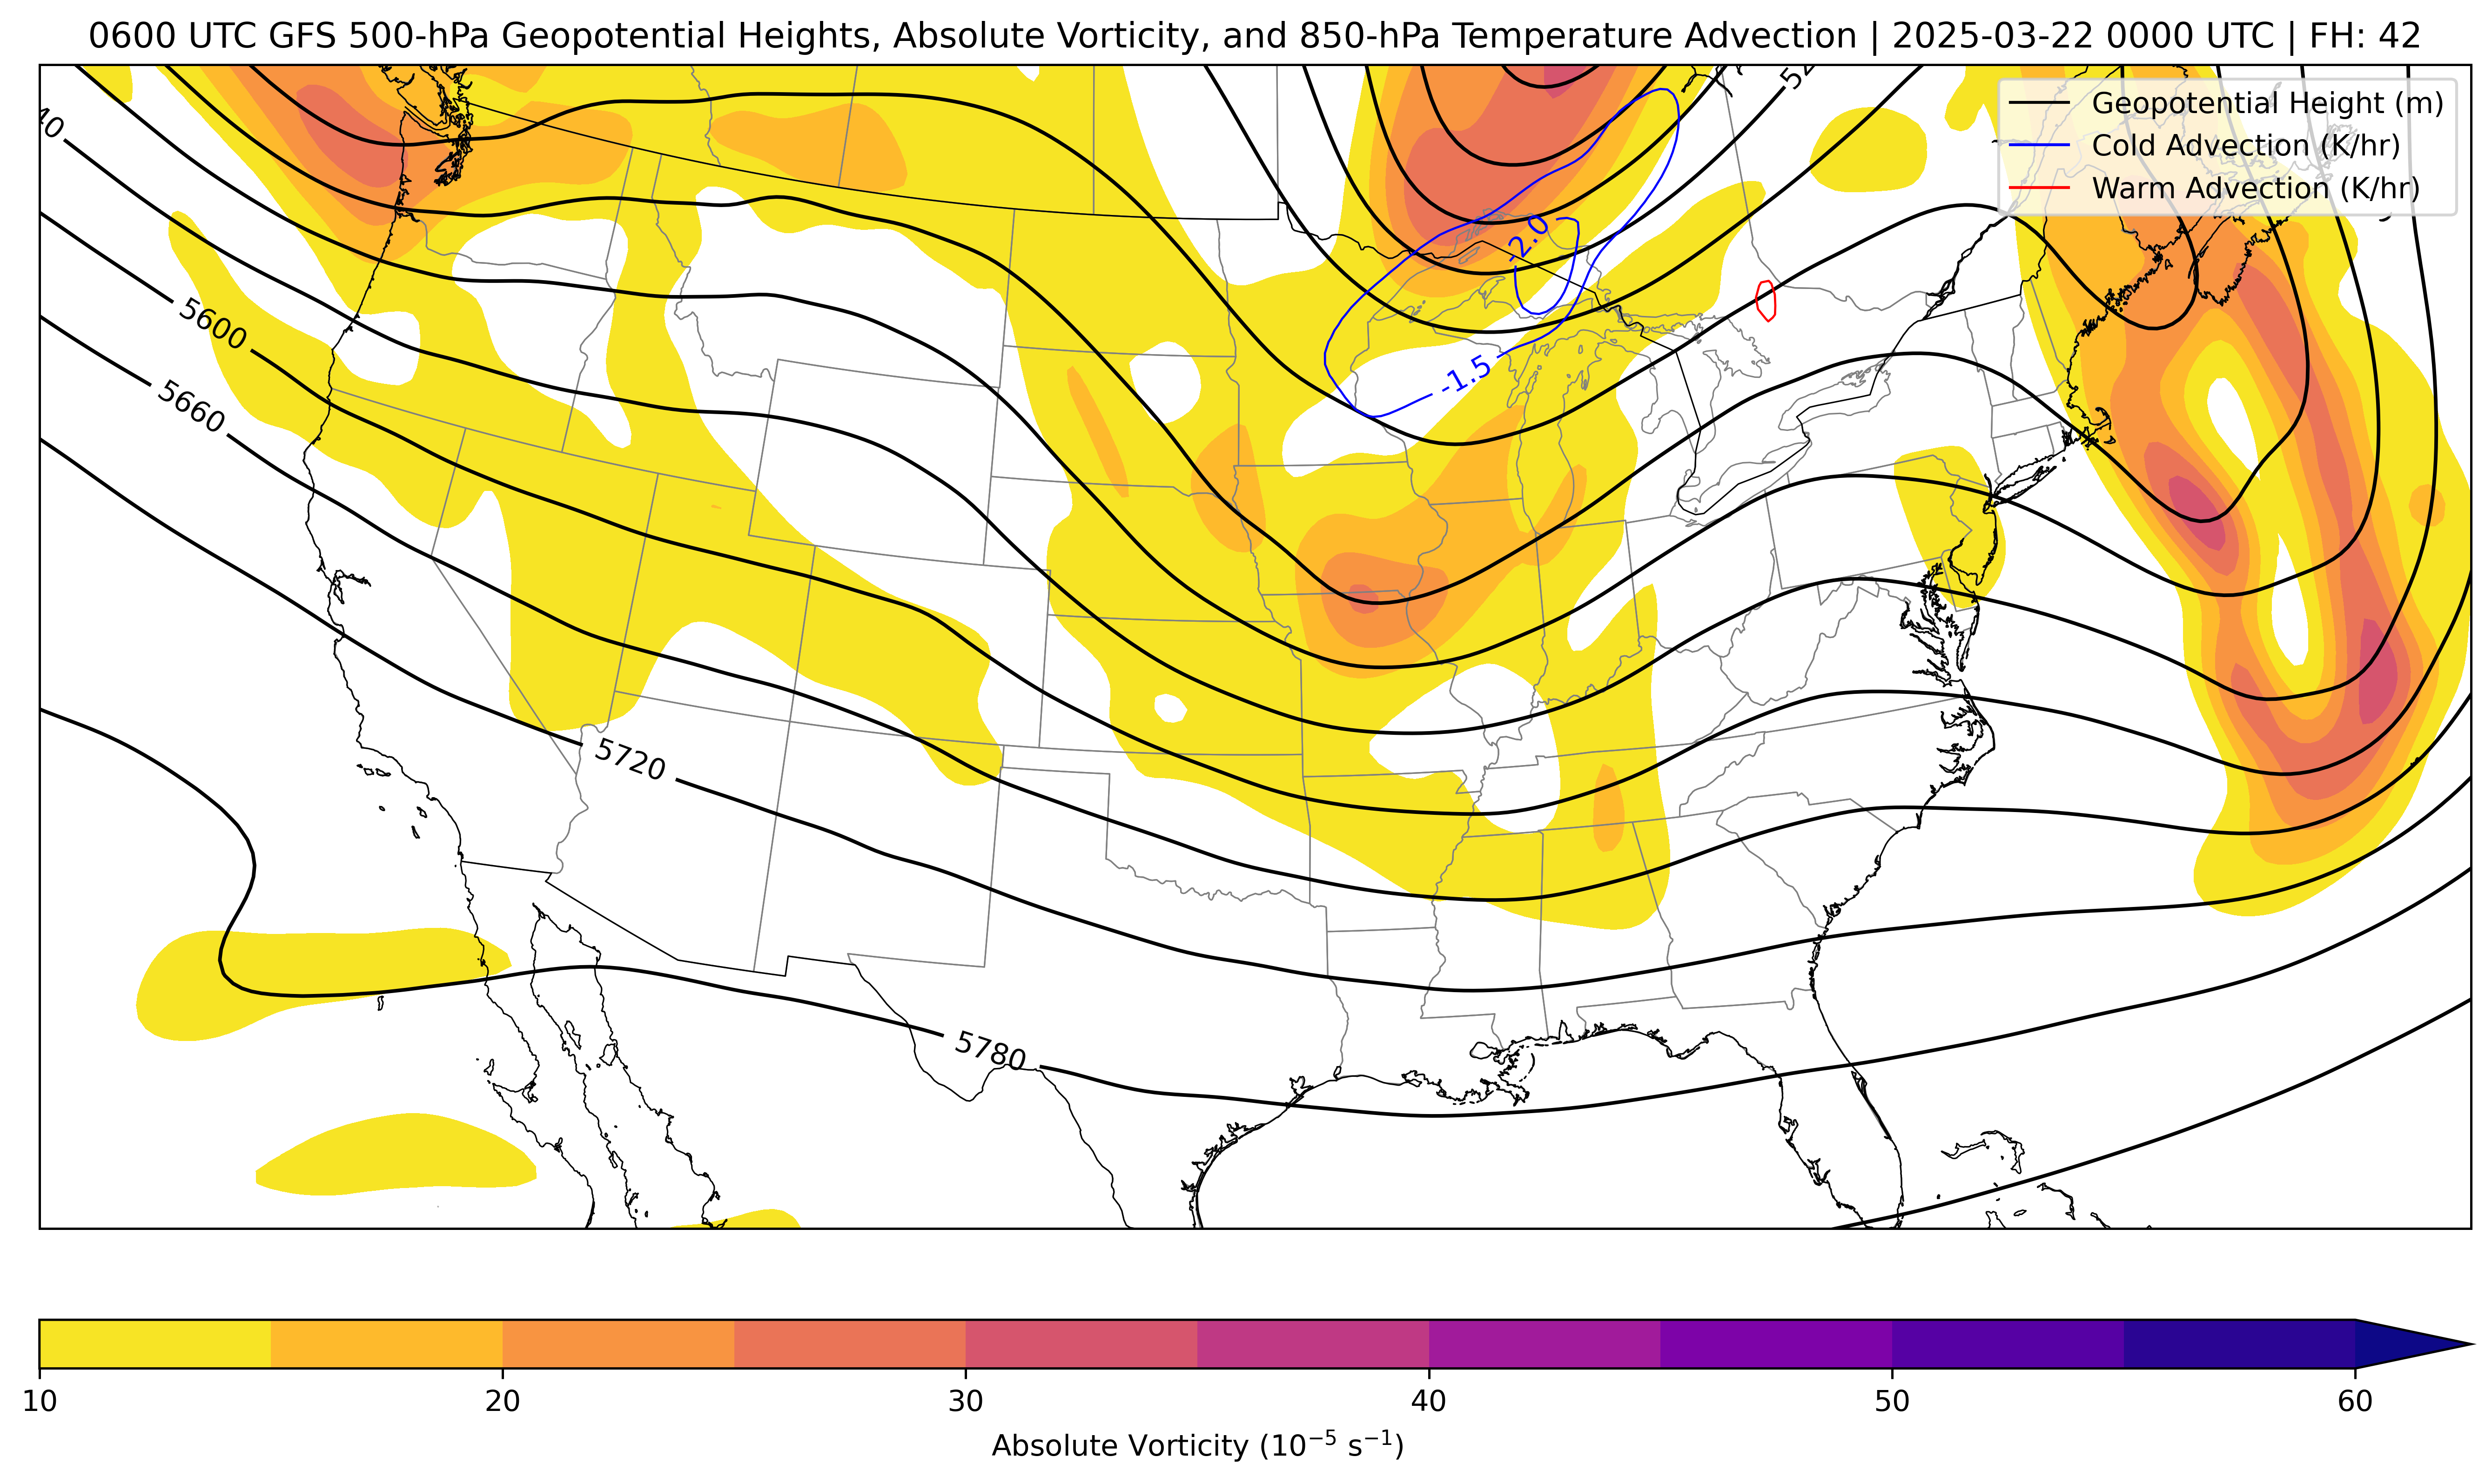 0600 UTC GFS 500-hPa Geopotential Heights, Absolute Vorticity, and 850-hPa Temperature Advection | 2025-03-22 0000 UTC | FH: 42
Geopotential Height (m)
Cold Advection (K/hr)
Warm Advection (K/hr)
40
52
-2.0
5600
-1.5
5660
5720
5780
10 20 30 40 50 60
Absolute Vorticity (10⁻⁵ s⁻¹)